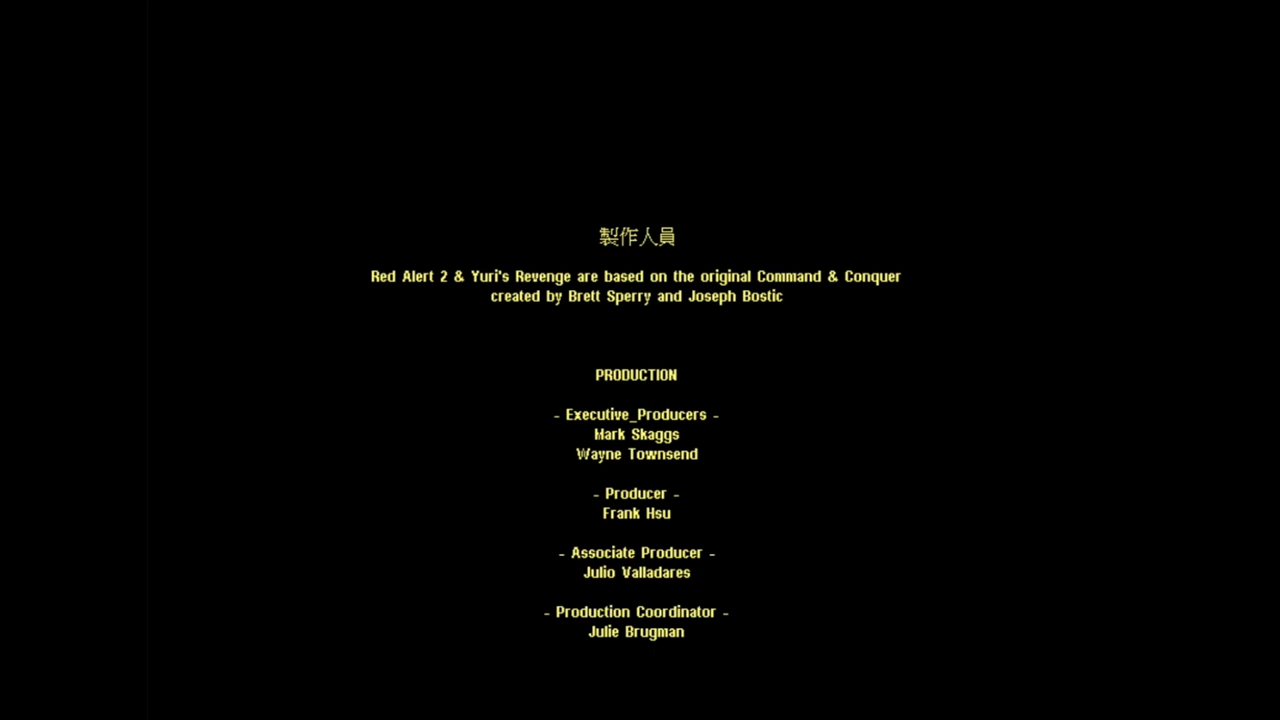 製作人員
Red Alert 2 & Yuri's Revenge are based on the original Command & Conquer
created by Brett Sperry and Joseph Bostic
PRODUCTION
- Executive_Producers -
Mark Skaggs
Wayne Townsend
- Producer -
Frank Hsu
- Associate Producer -
Julio Valladares
- Production Coordinator -
Julie Brugman